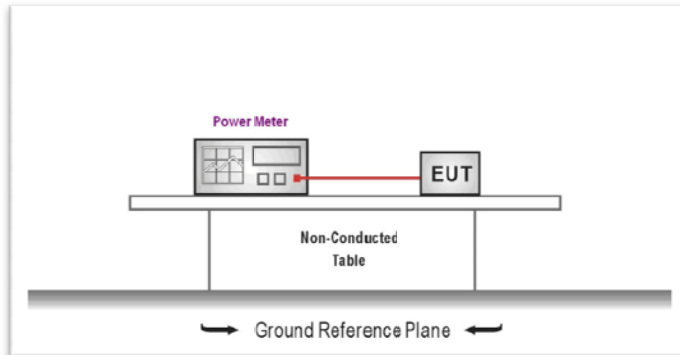 Power Meter
EUT
Non-Conducted
Table
Ground Reference Plane